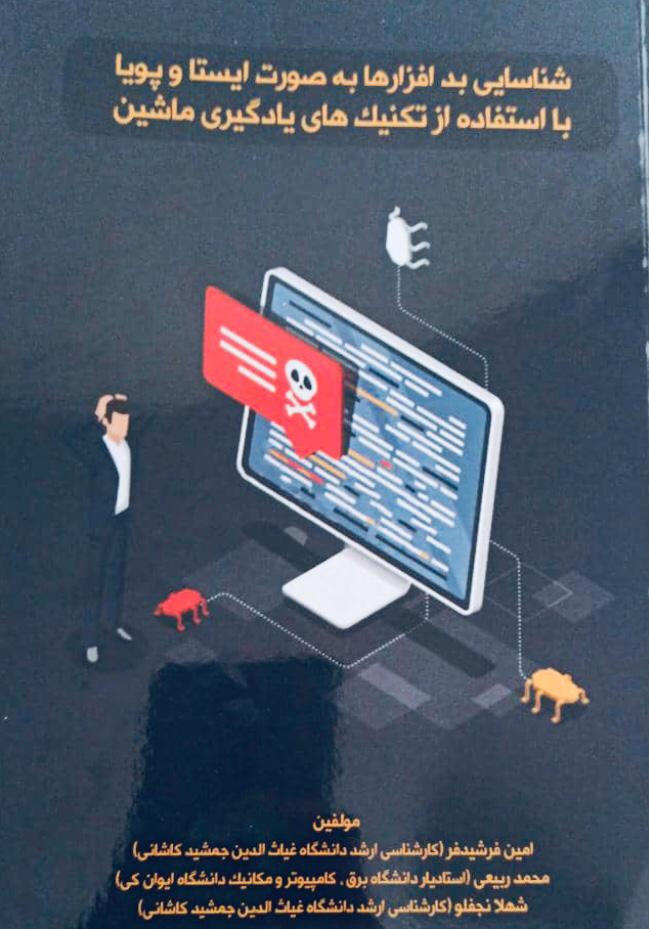 شناسایی بد افزارها به صورت ایستا و پویا
با استفاده از تکنیک های یادگیری ماشین
مولفین
امین فرشیدفر (کارشناسی ارشد دانشگاه غیاث الدین جمشید کاشانی)
محمد ربیعی (استادیار دانشگاه برق، کامپیوتر و مکانیک دانشگاه ایوان کی)
شهلا نجفلو (کارشناسی ارشد دانشگاه غیاث الدین جمشید کاشانی)